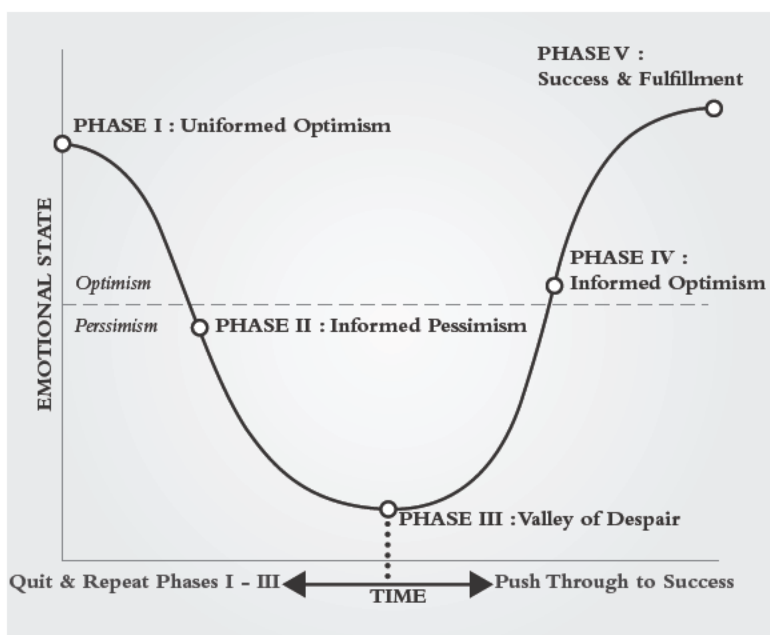 PHASE V :
Success & Fulfillment
PHASE I : Uniformed Optimism
EMOTIONAL STATE
PHASE IV :
Optimism
Informed Optimism
Perssimism
PHASE II : Informed Pessimism
PHASE III : Valley of Despair
Quit & Repeat Phases I - III
Push Through to Success
TIME